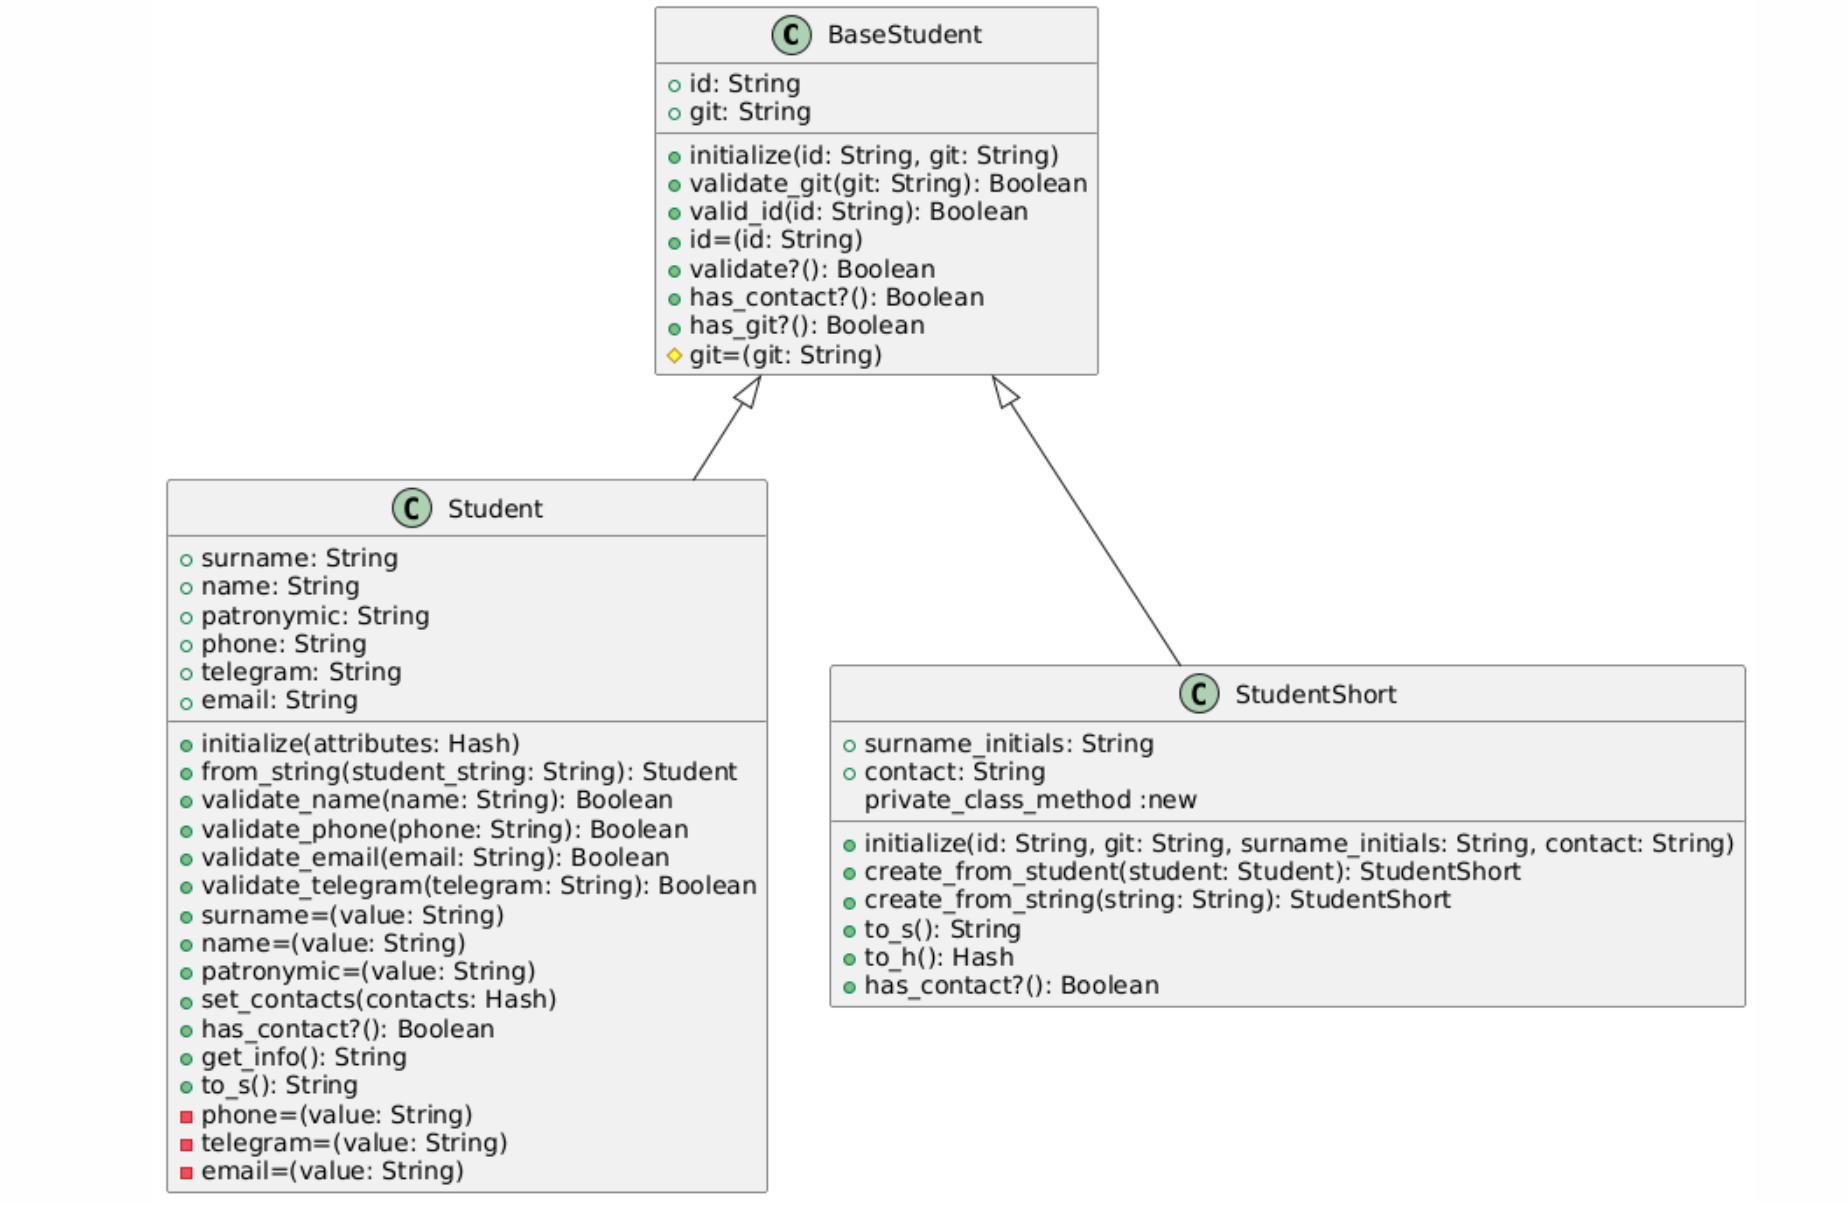 C BaseStudent
id: String
git: String
initialize(id: String, git: String)
validate_git(git: String): Boolean
valid_id(id: String): Boolean
id=(id: String)
validate?(): Boolean
has_contact?(): Boolean
has_git?(): Boolean
git=(git: String)
C Student
surname: String
name: String
patronymic: String
phone: String
telegram: String
email: String
initialize(attributes: Hash)
from_string(student_string: String): Student
validate_name(name: String): Boolean
validate_phone(phone: String): Boolean
validate_email(email: String): Boolean
validate_telegram(telegram: String): Boolean
surname=(value: String)
name=(value: String)
patronymic=(value: String)
set_contacts(contacts: Hash)
has_contact?(): Boolean
get_info(): String
to_s(): String
phone=(value: String)
telegram=(value: String)
email=(value: String)
C StudentShort
surname_initials: String
contact: String
private_class_method :new
initialize(id: String, git: String, surname_initials: String, contact: String)
create_from_student(student: Student): StudentShort
create_from_string(string: String): StudentShort
to_s(): String
to_h(): Hash
has_contact?(): Boolean